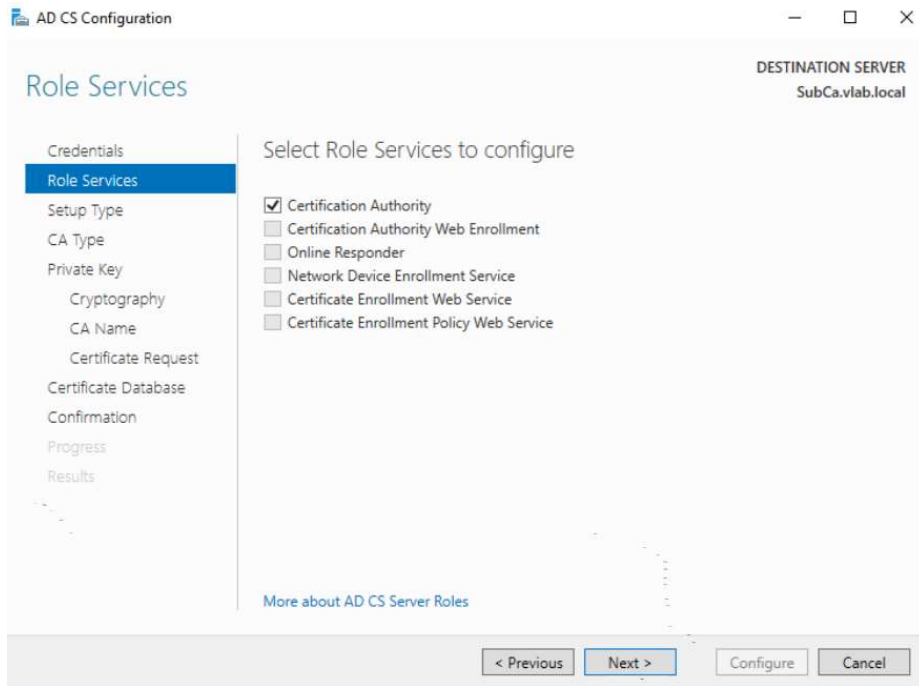 AD CS Configuration
Role Services
DESTINATION SERVER
SubCa.vlab.local
Credentials
Role Services
Setup Type
CA Type
Private Key
Cryptography
CA Name
Certificate Request
Certificate Database
Confirmation
Progress
Results
Select Role Services to configure
Certification Authority
Certification Authority Web Enrollment
Online Responder
Network Device Enrollment Service
Certificate Enrollment Web Service
Certificate Enrollment Policy Web Service
More about AD CS Server Roles
< Previous
Next >
Configure
Cancel